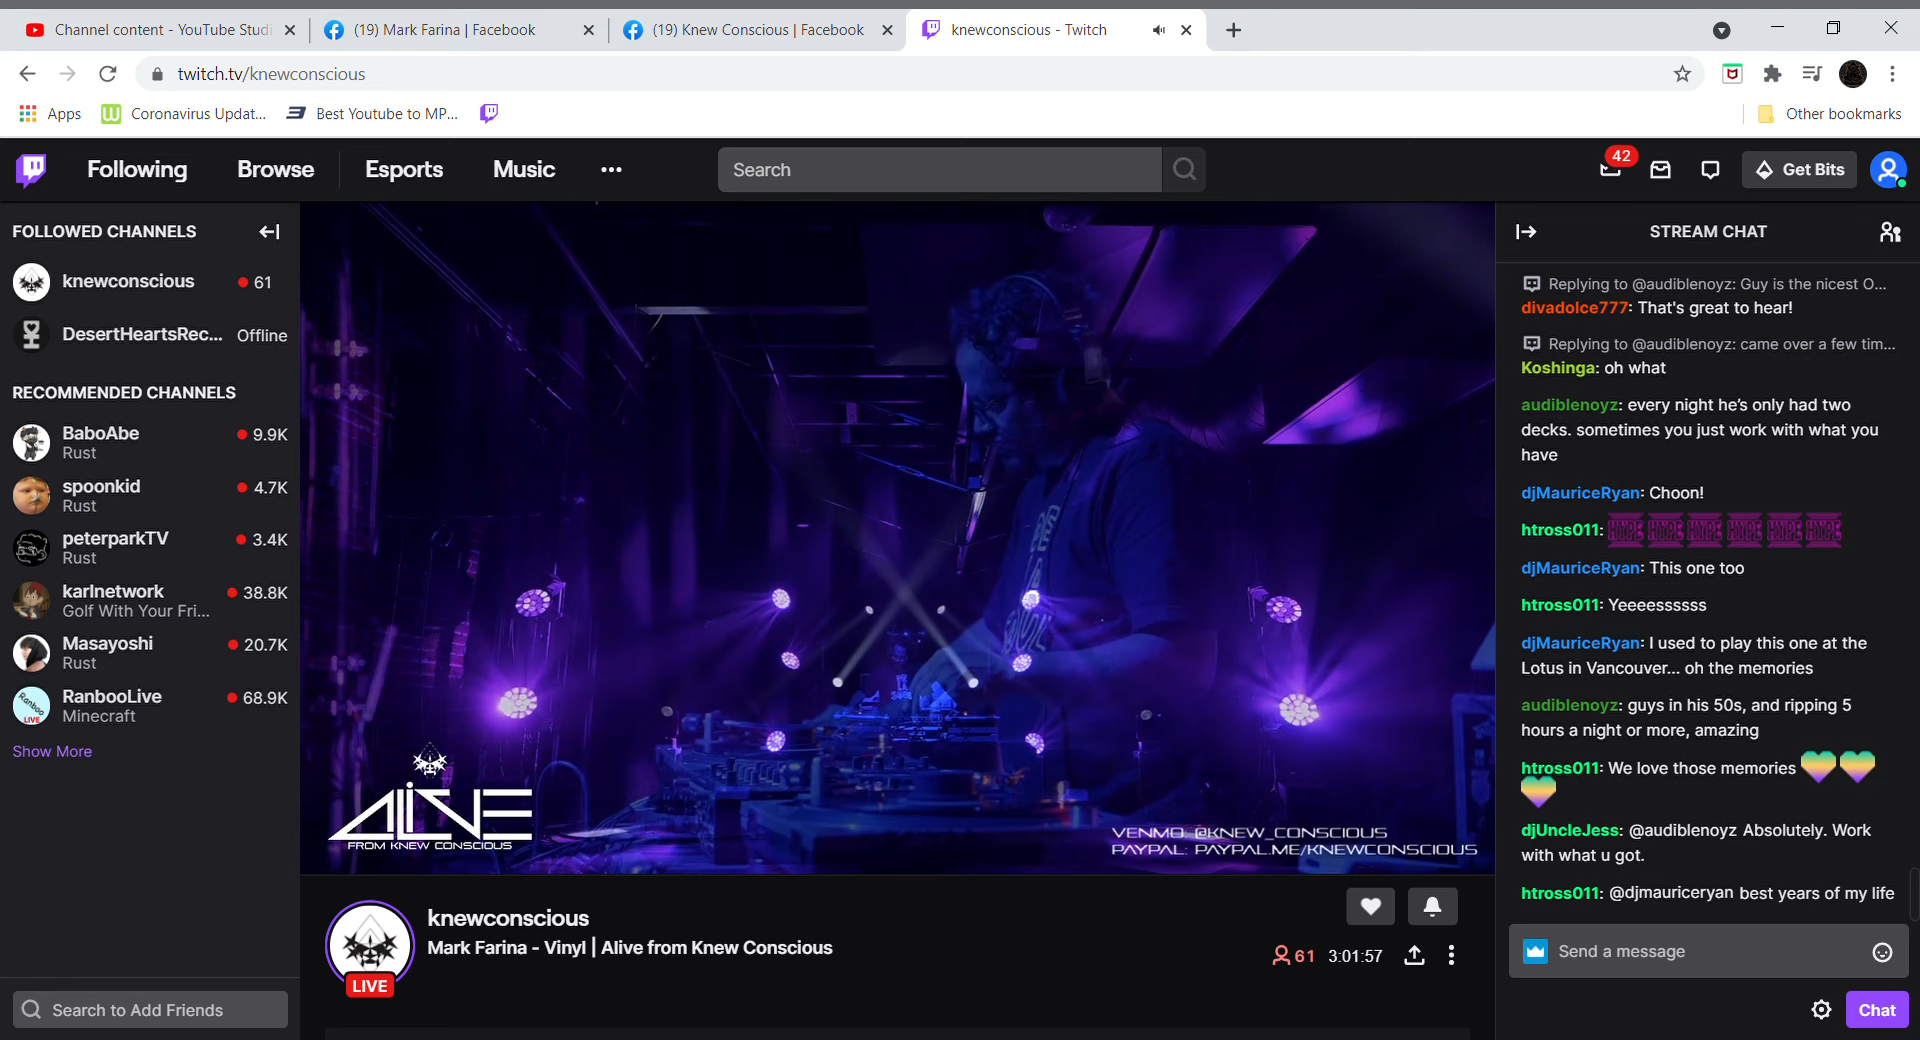 Channel content - YouTube Studi
(19) Mark Farina | Facebook
(19) Knew Conscious | Facebook
knewconscious - Twitch
twitch.tv/knewconscious
Apps
Coronavirus Updat...
Best Youtube to MP...
Other bookmarks
Following
Browse
Esports
Music
Search
42
Get Bits
FOLLOWED CHANNELS
knewconscious
61
DesertHeartsRec...
Offline
RECOMMENDED CHANNELS
BaboAbe
9.9K
Rust
spoonkid
4.7K
Rust
peterparkTV
3.4K
Rust
karlnetwork
38.8K
Golf With Your Fri...
Masayoshi
20.7K
Rust
RanbooLive
68.9K
Minecraft
Ranboo
LIVE
Show More
Search to Add Friends
ALIVE
FROM KNEW CONSCIOUS
VENMO: @KNEW_CONSCIOUS
PAYPAL: PAYPAL.ME/KNEWCONSCIOUS
LIVE
knewconscious
Mark Farina - Vinyl | Alive from Knew Conscious
61
3:01:57
STREAM CHAT
Replying to @audiblenoyz: Guy is the nicest O...
divadolce777: That's great to hear!
Replying to @audiblenoyz: came over a few tim...
Koshinga: oh what
audiblenoyz: every night he's only had two
decks. sometimes you just work with what you
have
djMauriceRyan: Choon!
htross011: HYPE HYPE HYPE HYPE HYPE HYPE
djMauriceRyan: This one too
htross011: Yeeeessssss
djMauriceRyan: I used to play this one at the
Lotus in Vancouver... oh the memories
audiblenoyz: guys in his 50s, and ripping 5
hours a night or more, amazing
htross011: We love those memories
djUncleJess: @audiblenoyz Absolutely. Work
with what u got.
htross011: @djmauriceryan best years of my life
Send a message
Chat